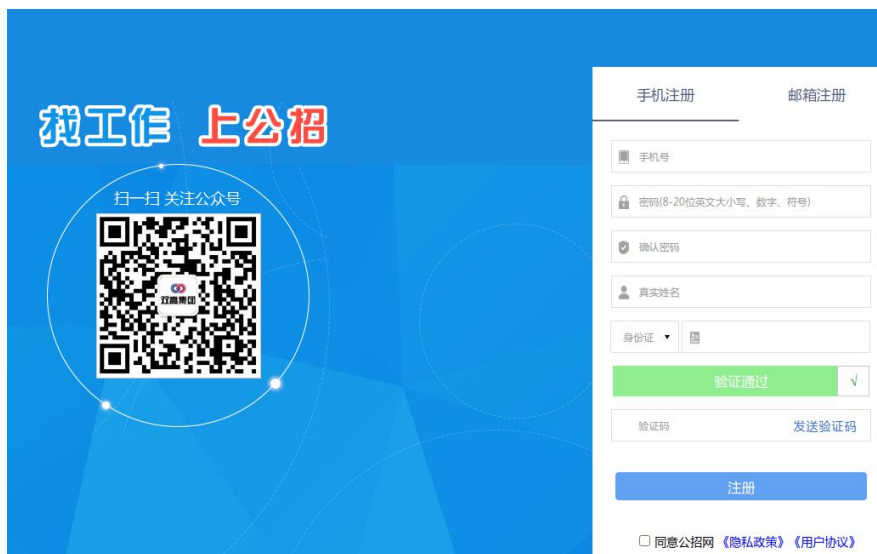 找工作 上公招
扫一扫 关注公众号
双高集团
手机注册 邮箱注册
手机号
密码(8-20位英文大小写、数字、符号)
确认密码
真实姓名
身份证
验证通过 √
验证码 发送验证码
注册
同意公招网《隐私政策》《用户协议》